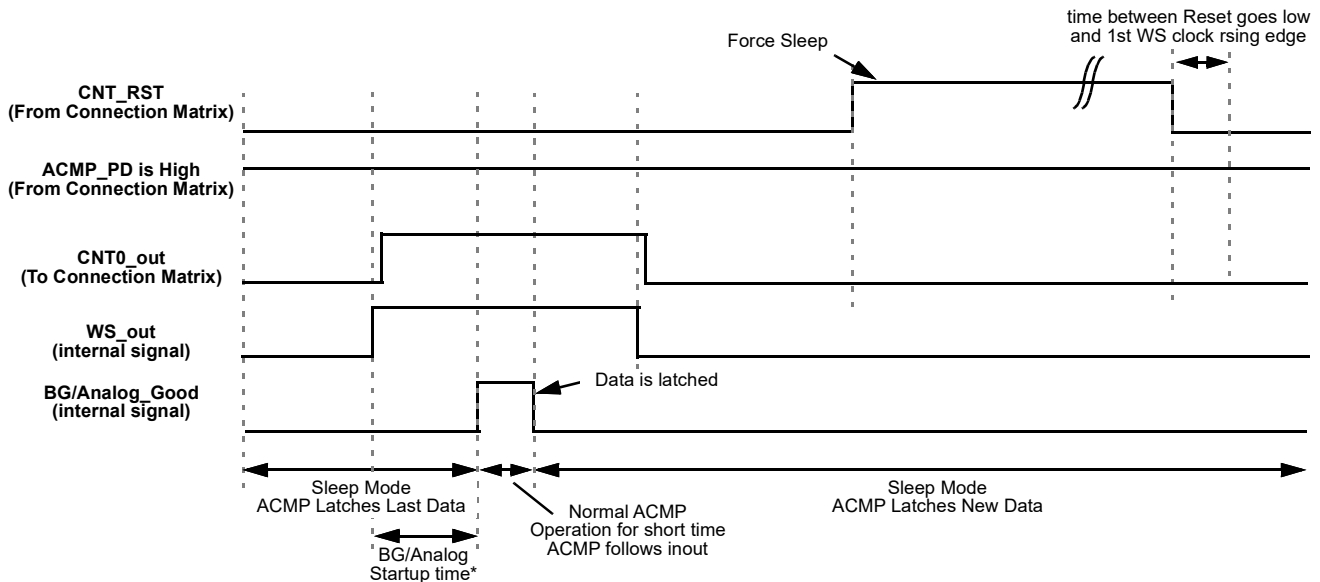 time between Reset goes low
and 1st WS clock rsing edge
Force Sleep
CNT_RST
(From Connection Matrix)
ACMP_PD is High
(From Connection Matrix)
CNT0_out
(To Connection Matrix)
WS_out
(internal signal)
BG/Analog_Good
(internal signal)
Data is latched
Sleep Mode
ACMP Latches Last Data
Normal ACMP
Operation for short time
ACMP follows inout
Sleep Mode
ACMP Latches New Data
BG/Analog
Startup time*